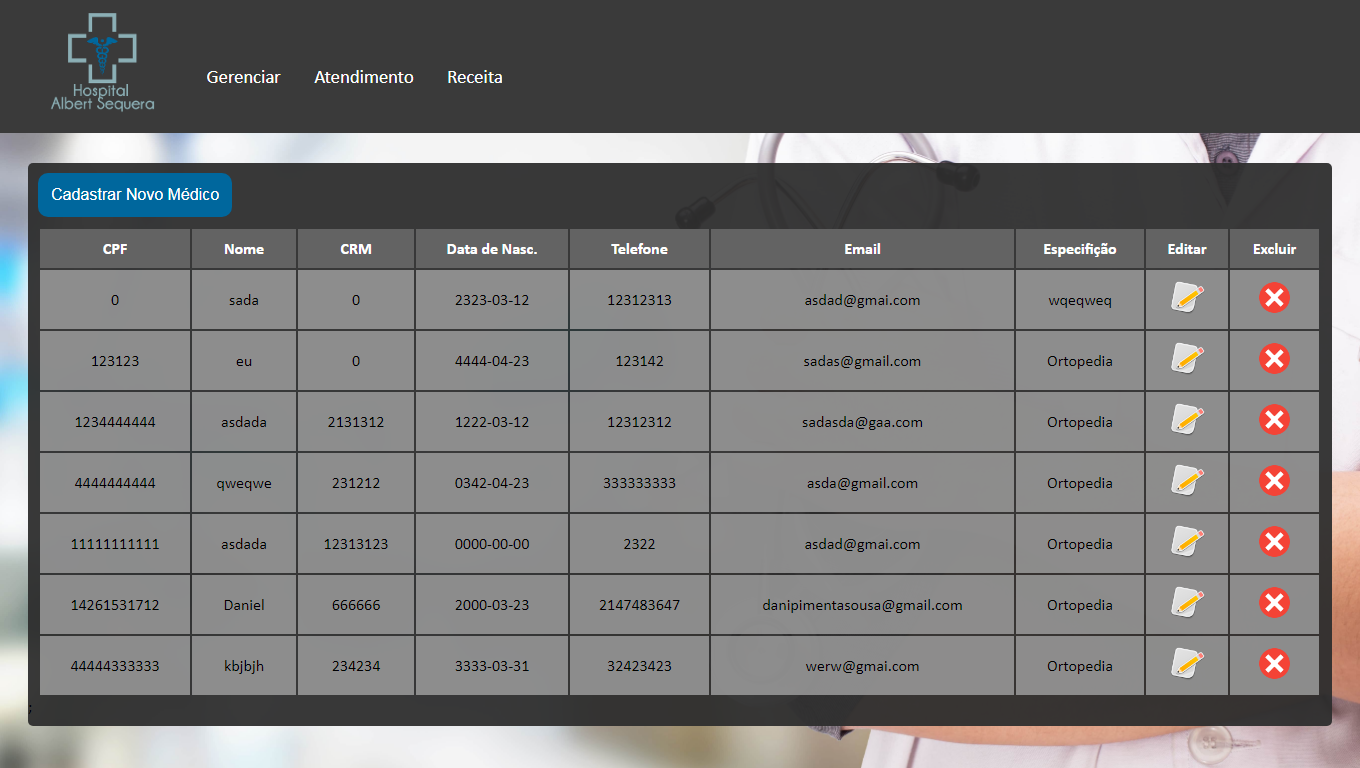 Hospital
Albert Sequera
Gerenciar Atendimento Receita
Cadastrar Novo Médico
CPF Nome CRM Data de Nasc. Telefone Email Especifição Editar Excluir
0 sada 0 2323-03-12 12312313 asdad@gmai.com wqeqweq
123123 eu 0 4444-04-23 123142 sadas@gmail.com Ortopedia
1234444444 asdada 2131312 1222-03-12 12312312 sadasda@gaa.com Ortopedia
4444444444 qweqwe 231212 0342-04-23 333333333 asda@gmail.com Ortopedia
11111111111 asdada 12313123 0000-00-00 2322 asdad@gmai.com Ortopedia
14261531712 Daniel 666666 2000-03-23 2147483647 danipimentasousa@gmail.com Ortopedia
44444333333 kbjbjh 234234 3333-03-31 32423423 werw@gmai.com Ortopedia
;